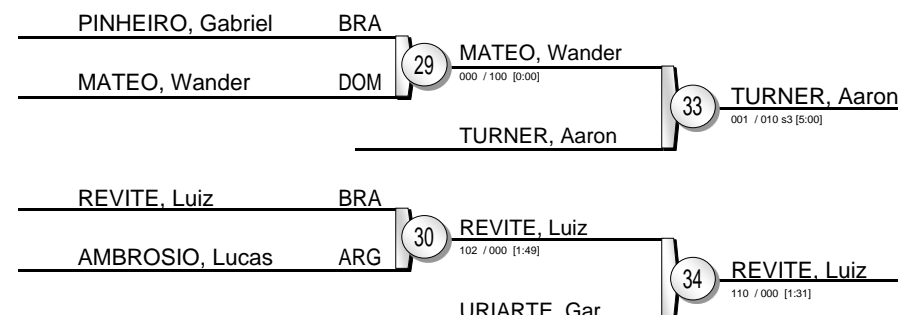 PINHEIRO, Gabriel BRA
MATEO, Wander DOM
29
MATEO, Wander
000 / 100 [0:00]
TURNER, Aaron
33
TURNER, Aaron
001 / 010 s3 [5:00]
REVITE, Luiz BRA
AMBROSIO, Lucas ARG
30
REVITE, Luiz
102 / 000 [1:49]
URIARTE, Gar
34
REVITE, Luiz
110 / 000 [1:31]